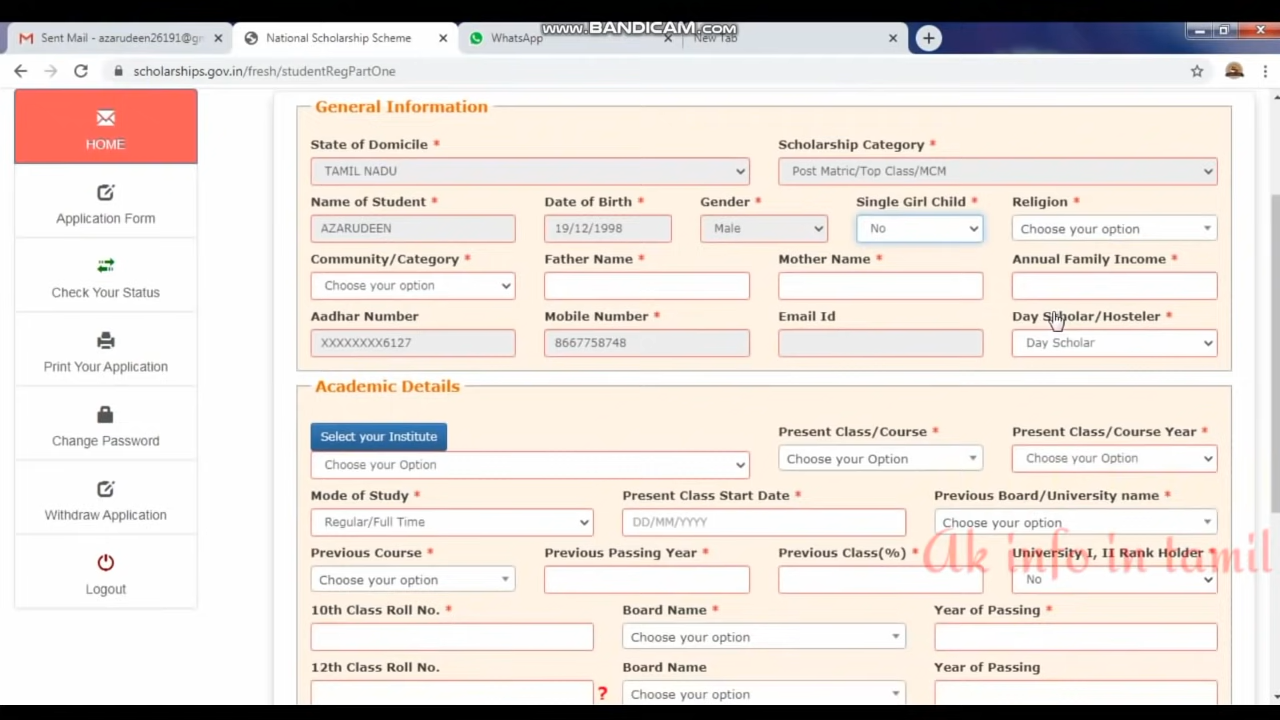 www.BANDICAM.com
Sent Mail - azarudeen26191@gr
National Scholarship Scheme
WhatsApp
New Tab
scholarships.gov.in/fresh/studentRegPartOne
HOME
Application Form
Check Your Status
Print Your Application
Change Password
Withdraw Application
Logout
General Information
State of Domicile * Scholarship Category *
TAMIL NADU Post Matric/Top Class/MCM
Name of Student * Date of Birth * Gender * Single Girl Child * Religion *
AZARUDEEN 19/12/1998 Male No Choose your option
Community/Category * Father Name * Mother Name * Annual Family Income *
Choose your option
Aadhar Number Mobile Number * Email Id Day Scholar/Hosteler *
XXXXXXXX6127 8667758748 Day Scholar
Academic Details
Select your Institute Present Class/Course * Present Class/Course Year *
Choose your Option Choose your Option Choose your Option
Mode of Study * Present Class Start Date * Previous Board/University name *
Regular/Full Time DD/MM/YYYY Choose your option
Ak info in tamil
Previous Course * Previous Passing Year * Previous Class(%) * University I, II Rank Holder *
Choose your option No
10th Class Roll No. * Board Name * Year of Passing *
Choose your option
12th Class Roll No. Board Name Year of Passing
? Choose your option